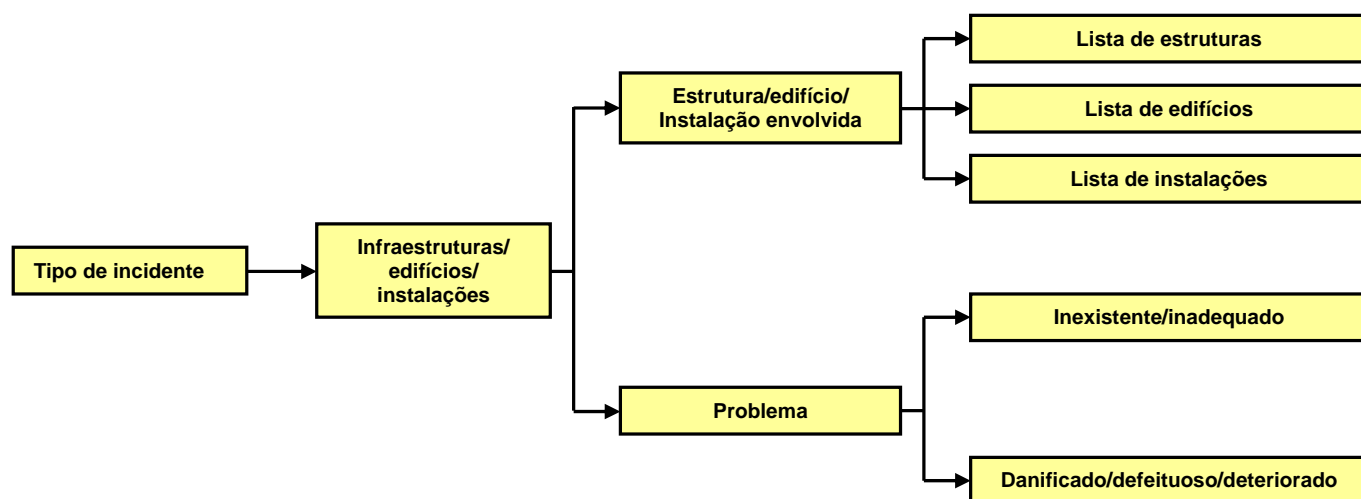 Tipo de incidente
Infraestruturas/
edifícios/
instalações
Estrutura/edifício/
Instalação envolvida
Lista de estruturas
Lista de edifícios
Lista de instalações
Problema
Inexistente/inadequado
Danificado/defeituoso/deteriorado